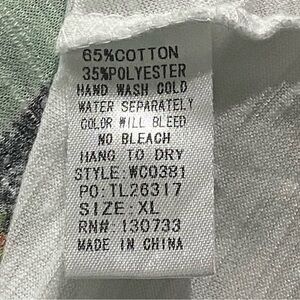 65%COTTON
35%POLYESTER
HAND WASH COLD
WATER SEPARATELY
COLOR WILL BLEED
NO BLEACH
HANG TO DRY
STYLE:WC0381
PO:TL26317
SIZE:XL
RN#:130733
MADE IN CHINA